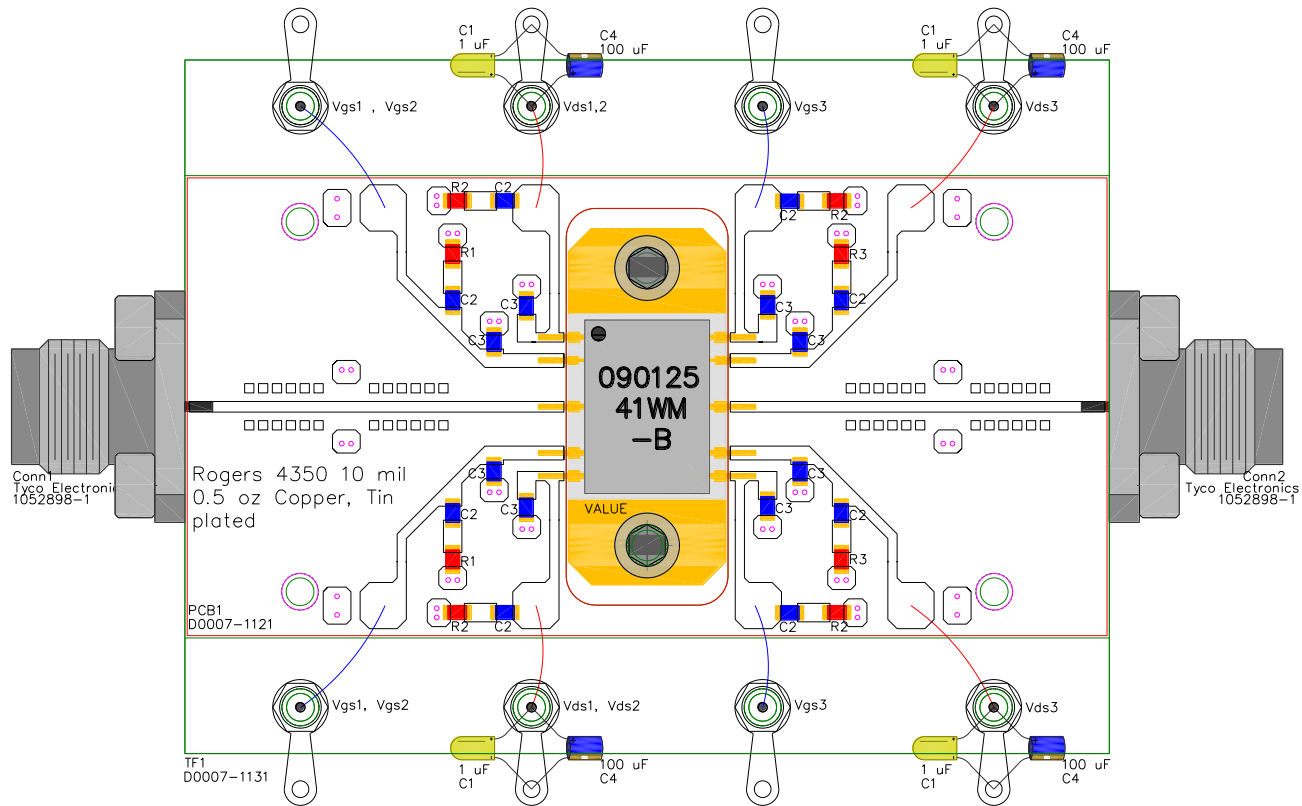 C1
1 uF
C4
100 uF
C1
1 uF
C4
100 uF
Vgs1 , Vgs2
Vds1,2
Vgs3
Vds3
R2
C2
C2
R2
R1
R3
C2
C2
C3
C3
C3
C3
090125
41WM
-B
Conn1
Tyco Electronic
1052898-1
Rogers 4350 10 mil
0.5 oz Copper, Tin
plated
Conn2
Tyco Electronics
1052898-1
C3
C3
C3
C3
VALUE
C2
C2
R1
R3
PCB1
D0007-1121
R2
C2
C2
R2
Vgs1, Vgs2
Vds1, Vds2
Vgs3
Vds3
TF1
D0007-1131
1 uF
C1
100 uF
C4
1 uF
C1
100 uF
C4